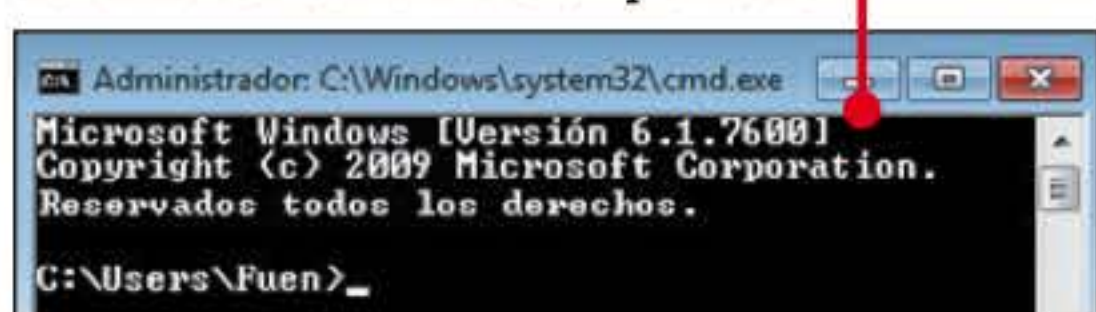 Administrador: C:\Windows\system32\cmd.exe
Microsoft Windows [Versión 6.1.7600]
Copyright (c) 2009 Microsoft Corporation.
Reservados todos los derechos.
C:\Users\Fuen>_